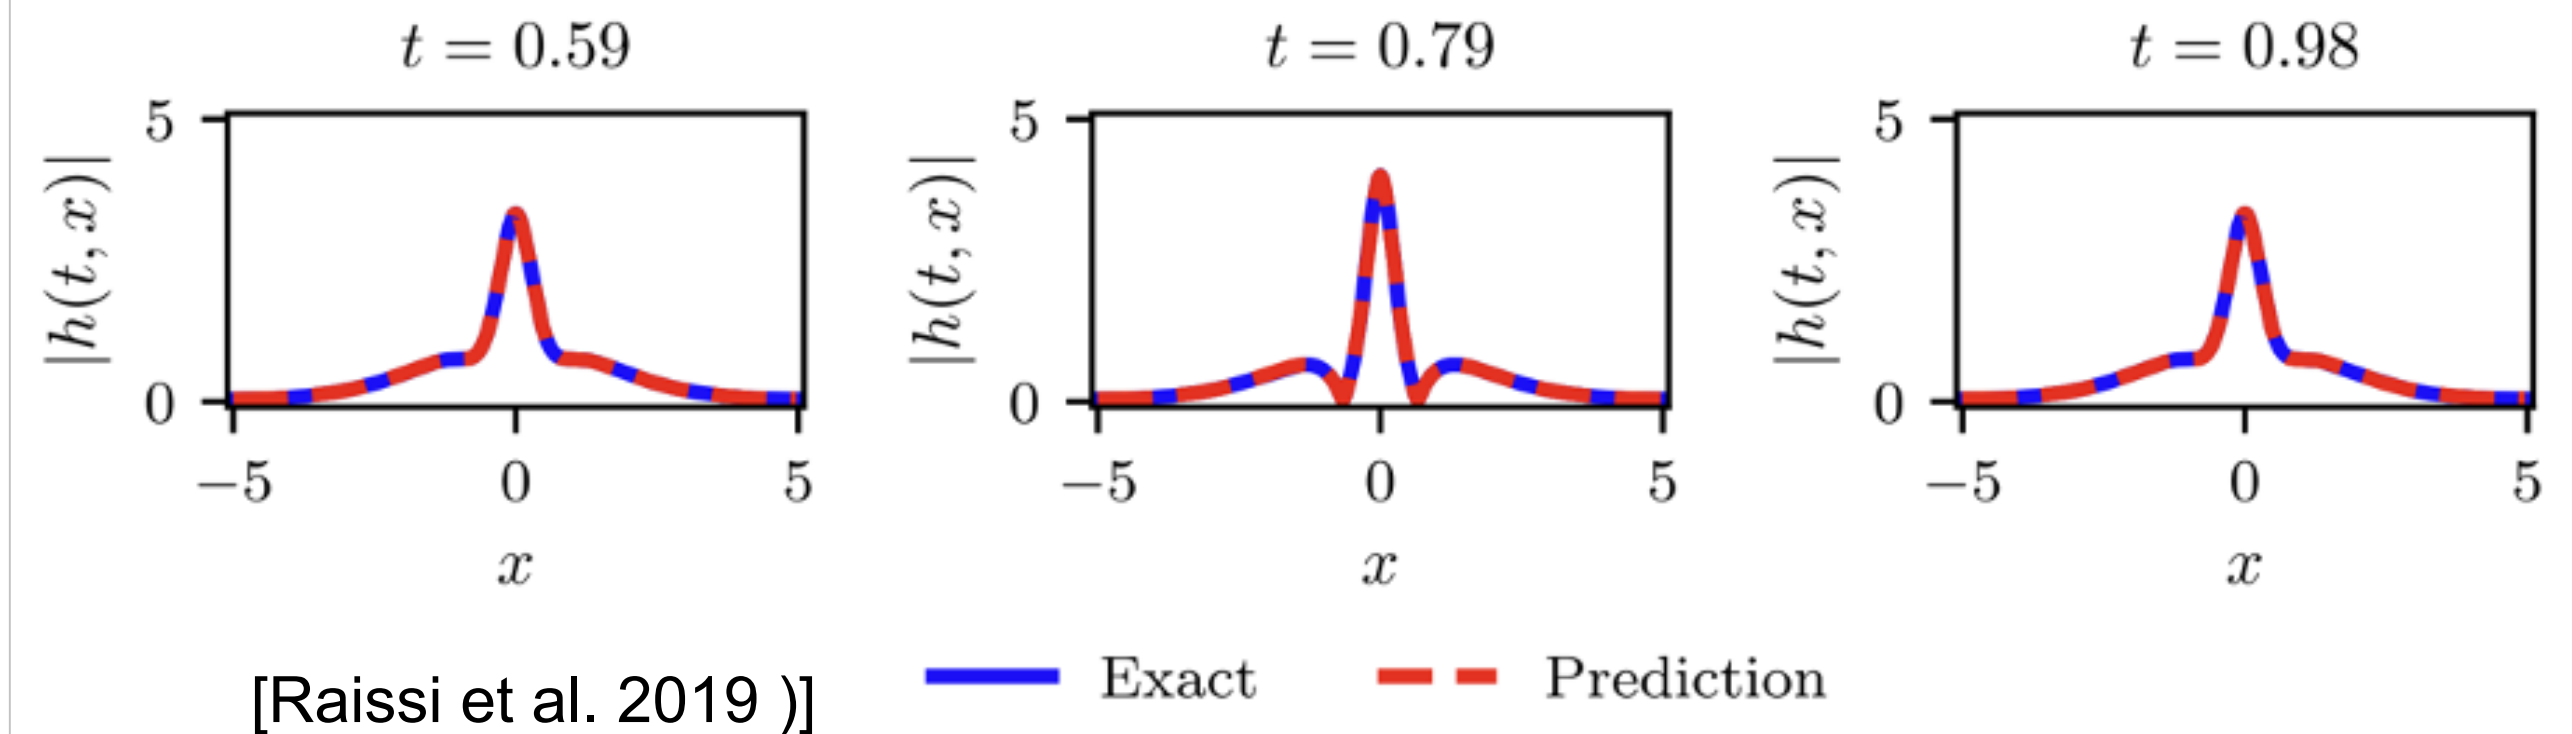 t = 0.59
t = 0.79
t = 0.98
|h(t, x)|
5
0
−5
0
5
x
|h(t, x)|
5
0
−5
0
5
x
|h(t, x)|
5
0
−5
0
5
x
[Raissi et al. 2019 )]
Exact
Prediction